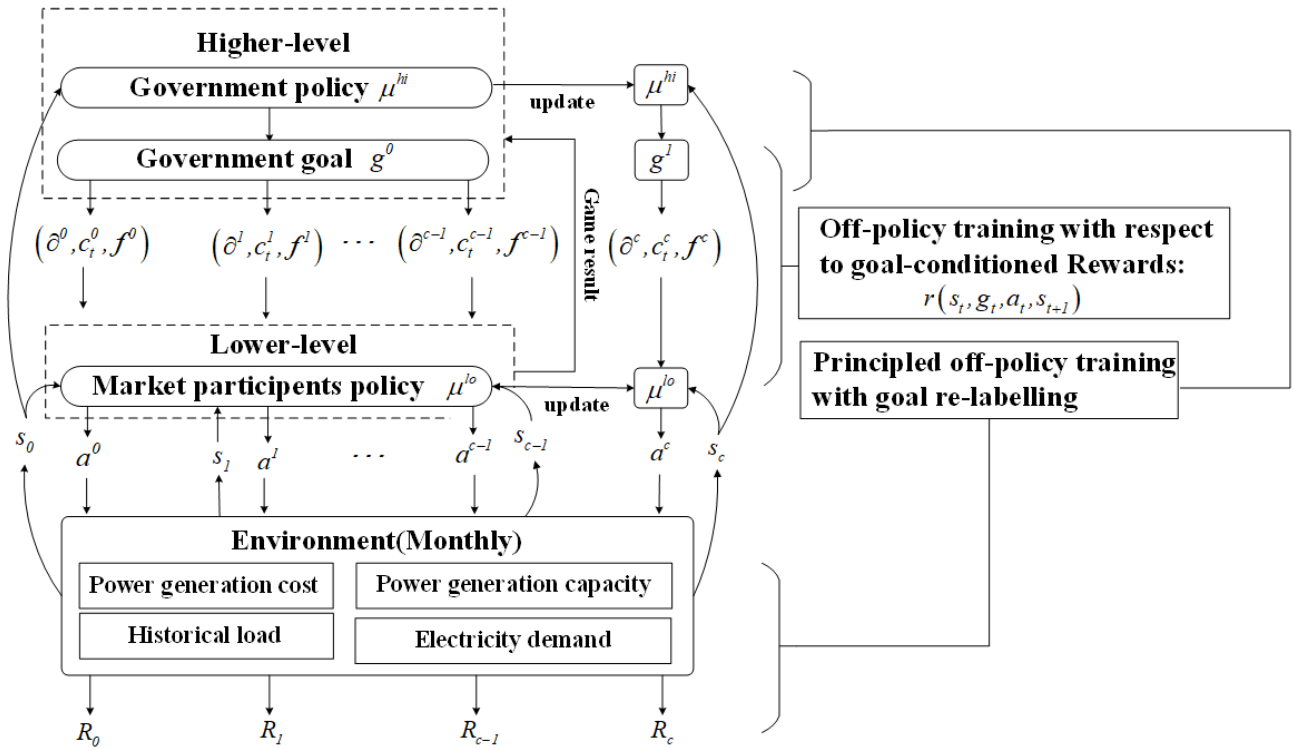 Higher-level
Government policy μ^{hi}
update
μ^{hi}
Government goal g^0
g^1
Game result
(∂^0, c_t^0, f^0)
(∂^1, c_t^1, f^1)
···
(∂^{c-1}, c_t^{c-1}, f^{c-1})
(∂^c, c_t^c, f^c)
Off-policy training with respect
to goal-conditioned Rewards:
r(s_t, g_t, a_t, s_{t+1})
Lower-level
Market participents policy μ^{lo}
update
μ^{lo}
Principled off-policy training
with goal re-labelling
s_0
a^0
s_1
a^1
···
a^{c-1}
s_{c-1}
a^c
s_c
Environment(Monthly)
Power generation cost
Power generation capacity
Historical load
Electricity demand
R_0
R_1
R_{c-1}
R_c